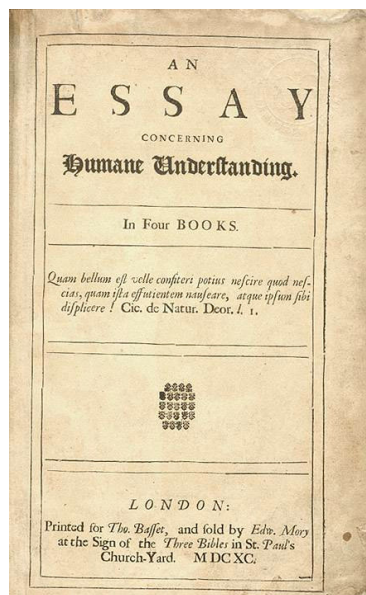 AN
ESSAY
CONCERNING
Humane Underſtanding.
In Four BOOKS.
Quam bellum eſt velle confiteri potius neſcire quod neſ-
cias, quam iſta effutientem nauſeare, atque ipſum ſibi
diſplicere! Cic. de Natur. Deor. l. 1.
LONDON:
Printed for Tho. Baſſet, and ſold by Edw. Mory
at the Sign of the Three Bibles in St. Paul's
Church-Yard. MDCXC.